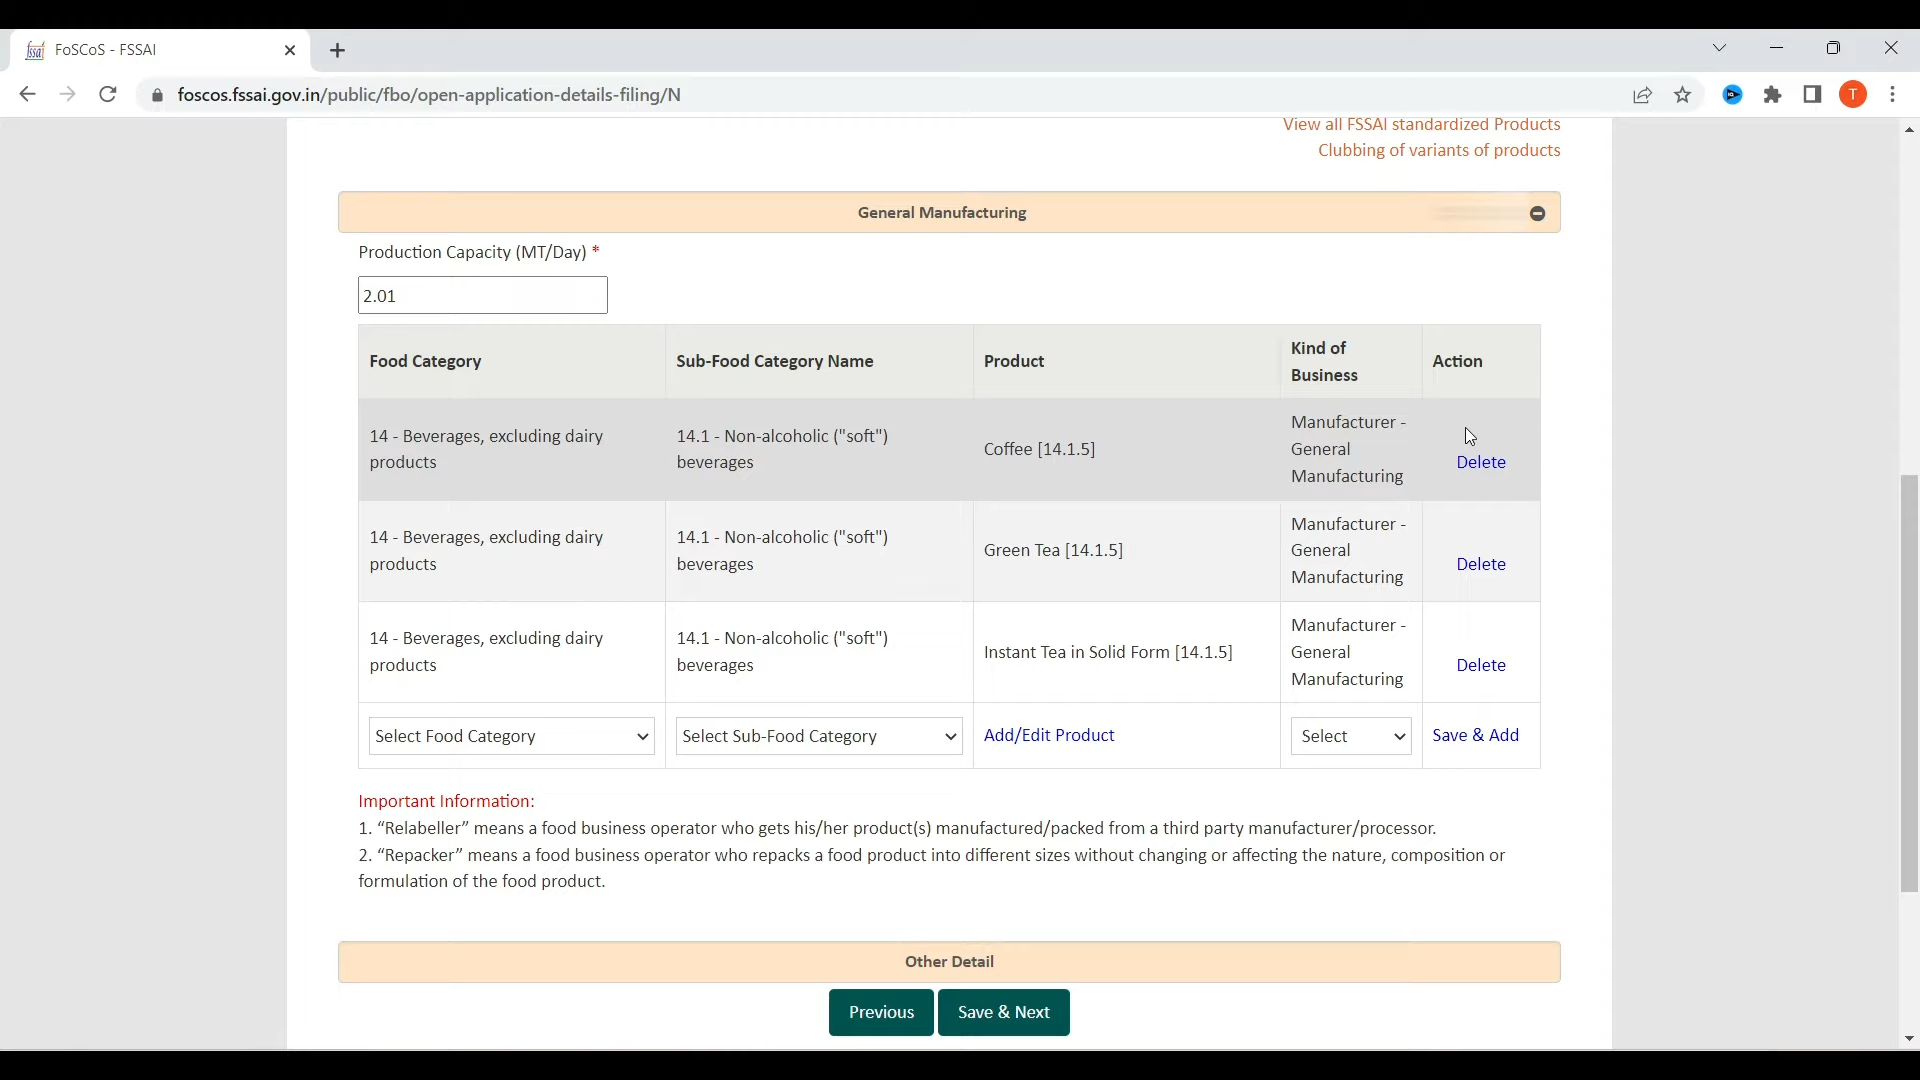 fssai FoSCoS - FSSAI
foscos.fssai.gov.in/public/fbo/open-application-details-filing/N
T
View all FSSAI standardized Products
Clubbing of variants of products
General Manufacturing
Production Capacity (MT/Day) *
2.01
Food Category
Sub-Food Category Name
Product
Kind of
Business
Action
14 - Beverages, excluding dairy
products
14.1 - Non-alcoholic ("soft")
beverages
Coffee [14.1.5]
Manufacturer -
General
Manufacturing
Delete
14 - Beverages, excluding dairy
products
14.1 - Non-alcoholic ("soft")
beverages
Green Tea [14.1.5]
Manufacturer -
General
Manufacturing
Delete
14 - Beverages, excluding dairy
products
14.1 - Non-alcoholic ("soft")
beverages
Instant Tea in Solid Form [14.1.5]
Manufacturer -
General
Manufacturing
Delete
Select Food Category
Select Sub-Food Category
Add/Edit Product
Select
Save & Add
Important Information:
1. “Relabeller” means a food business operator who gets his/her product(s) manufactured/packed from a third party manufacturer/processor.
2. “Repacker” means a food business operator who repacks a food product into different sizes without changing or affecting the nature, composition or
formulation of the food product.
Other Detail
Previous
Save & Next